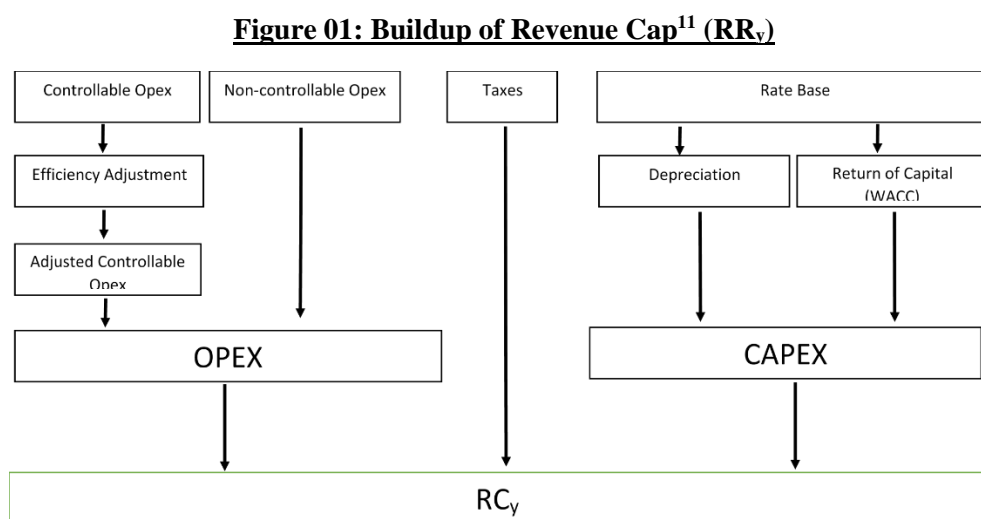 Figure 01: Buildup of Revenue Cap¹¹ (RRy)
Controllable Opex
Non-controllable Opex
Taxes
Rate Base
Efficiency Adjustment
Depreciation
Return of Capital
(WACC)
Adjusted Controllable
Opex
OPEX
CAPEX
RCy